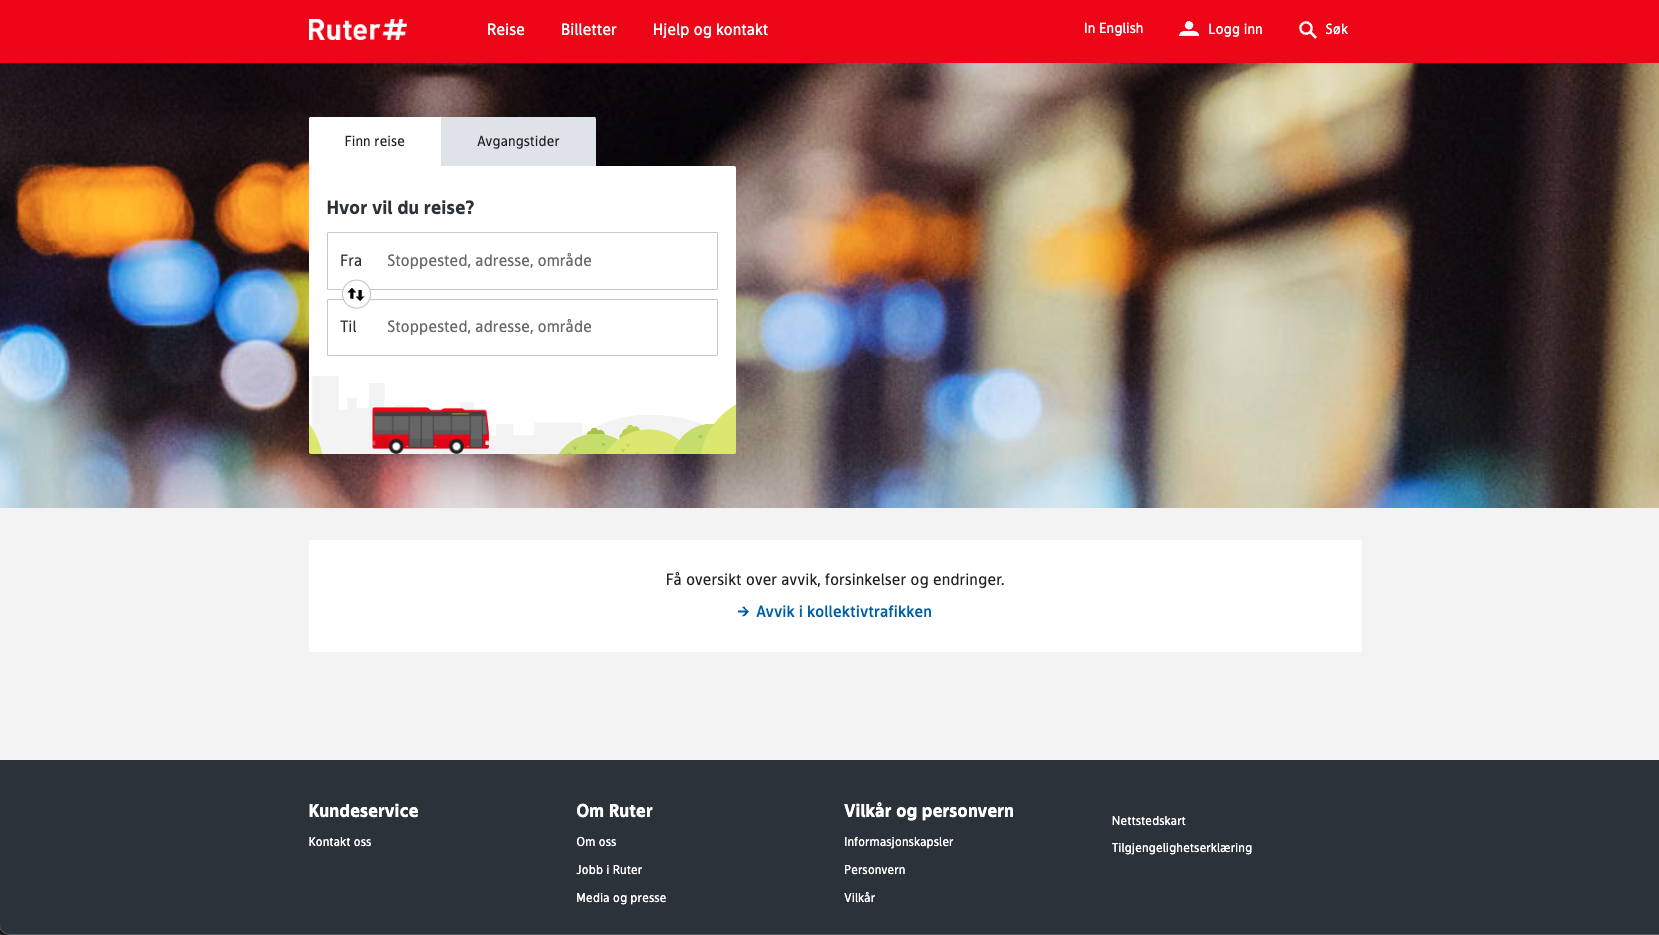 Ruter#
Reise
Billetter
Hjelp og kontakt
In English
Logg inn
Søk
Finn reise
Avgangstider
Hvor vil du reise?
Fra Stoppested, adresse, område
Til Stoppested, adresse, område
Få oversikt over avvik, forsinkelser og endringer.
→ Avvik i kollektivtrafikken
Kundeservice
Kontakt oss
Om Ruter
Om oss
Jobb i Ruter
Media og presse
Vilkår og personvern
Informasjonskapsler
Personvern
Vilkår
Nettstedskart
Tilgjengelighetserklæring